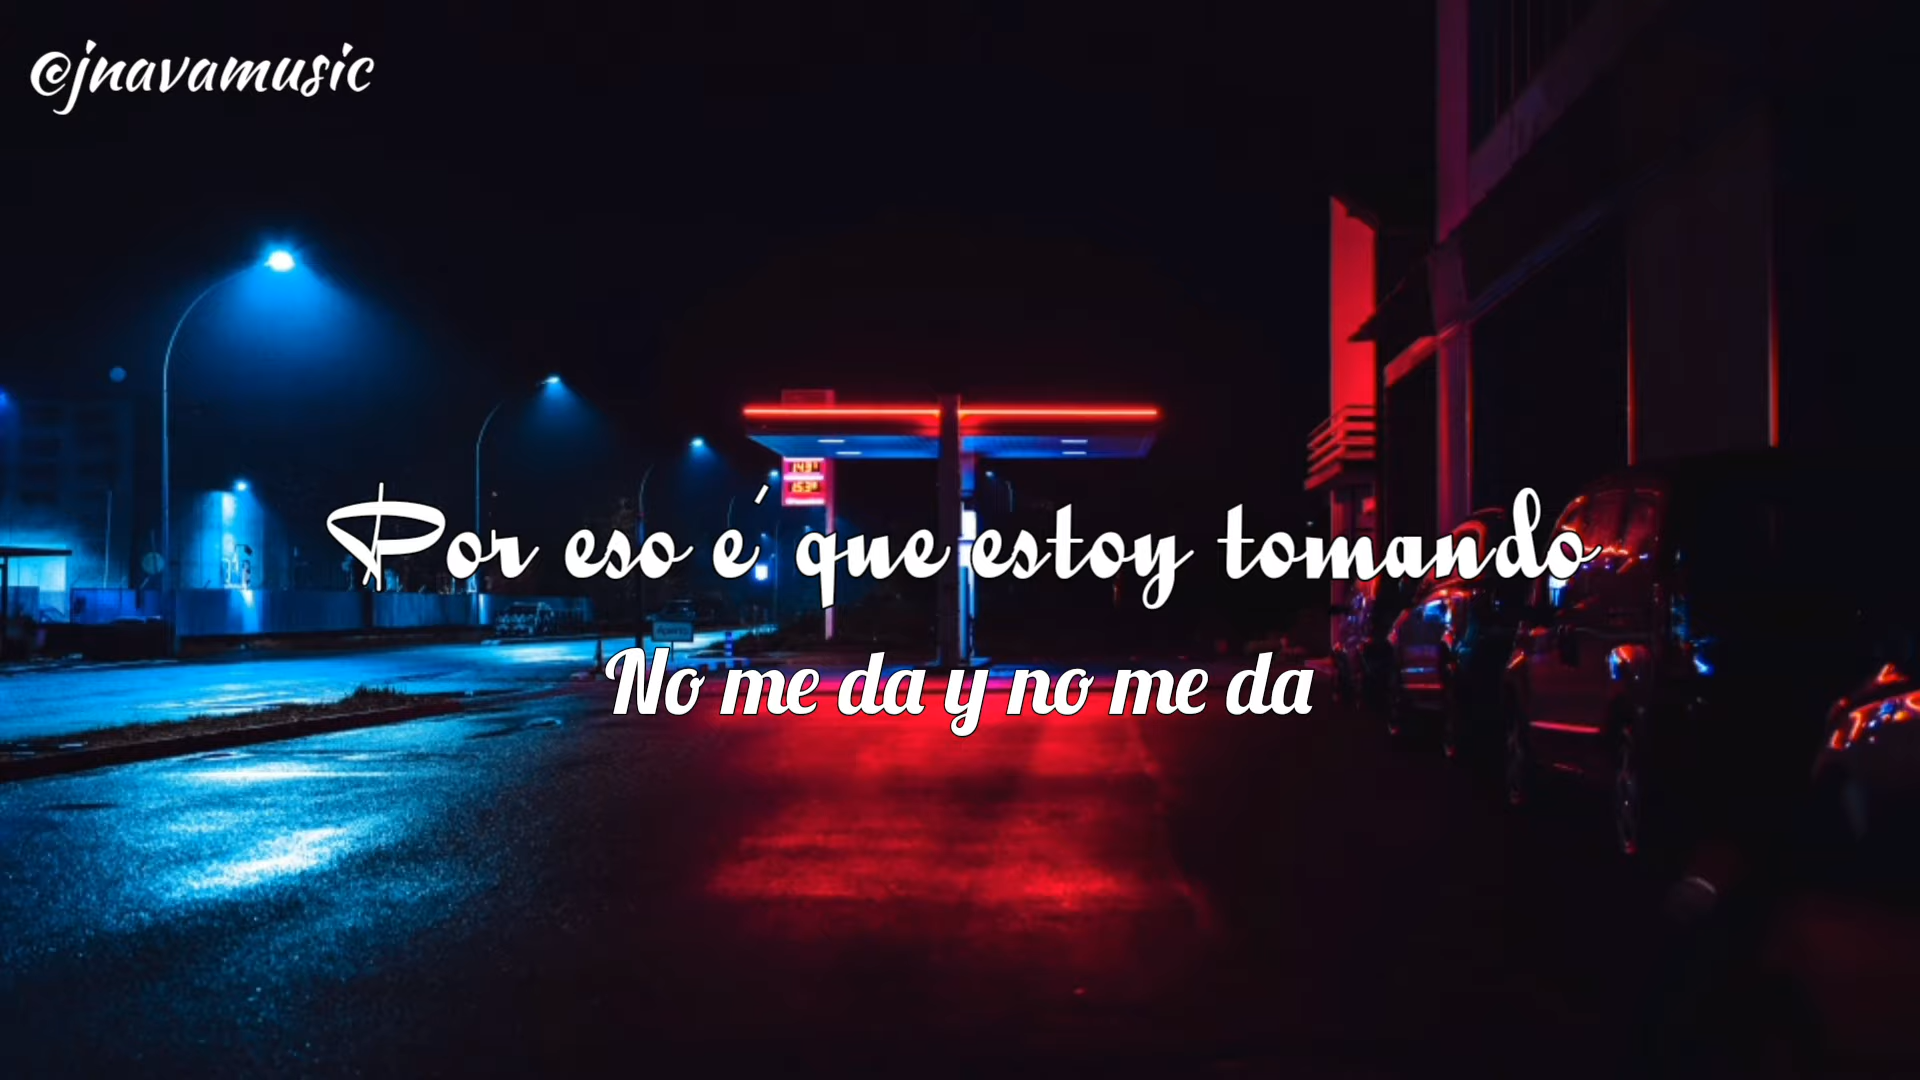 @jnavamusic
Por eso e´ que estoy tomando
No me da y no me da